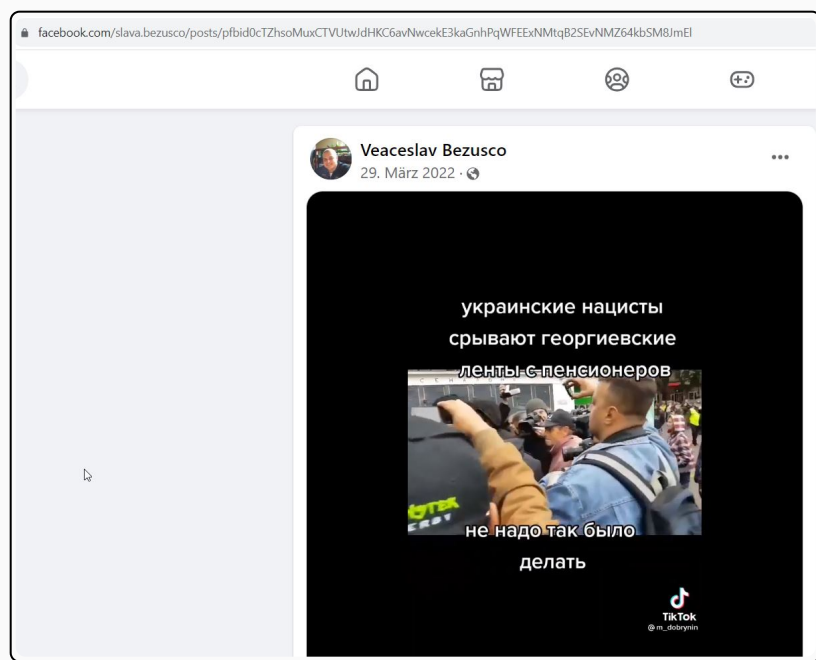 facebook.com/slava.bezusco/posts/pfbid0cTZhsoMuxCTVUtwJdHKC6avNwcekE3kaGnhPqWFEExNMtqB2SEvNMZ64kbSM8JmEl
Veaceslav Bezusco
29. März 2022 ·
украинские нацисты
срывают георгиевские
ленты с пенсионеров
не надо так было
делать
TikTok
@m_dobrynin